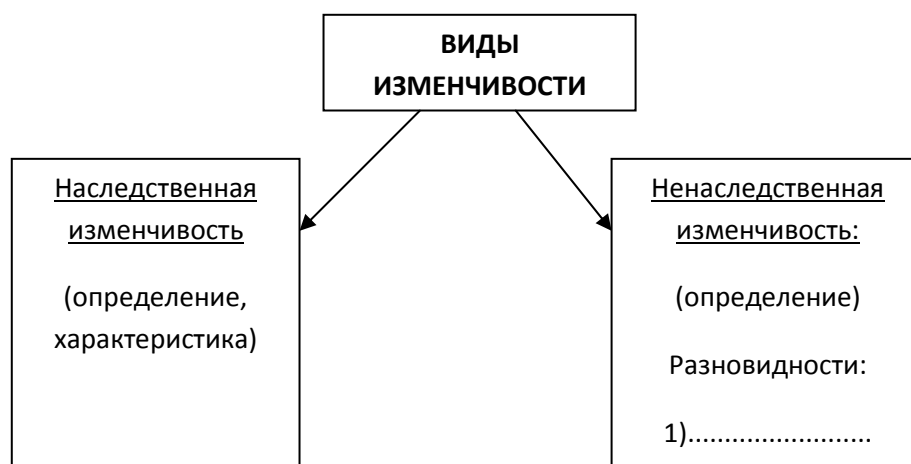 ВИДЫ
ИЗМЕНЧИВОСТИ
Наследственная
изменчивость
(определение,
характеристика)
Ненаследственная
изменчивость:
(определение)
Разновидности:
1)........................